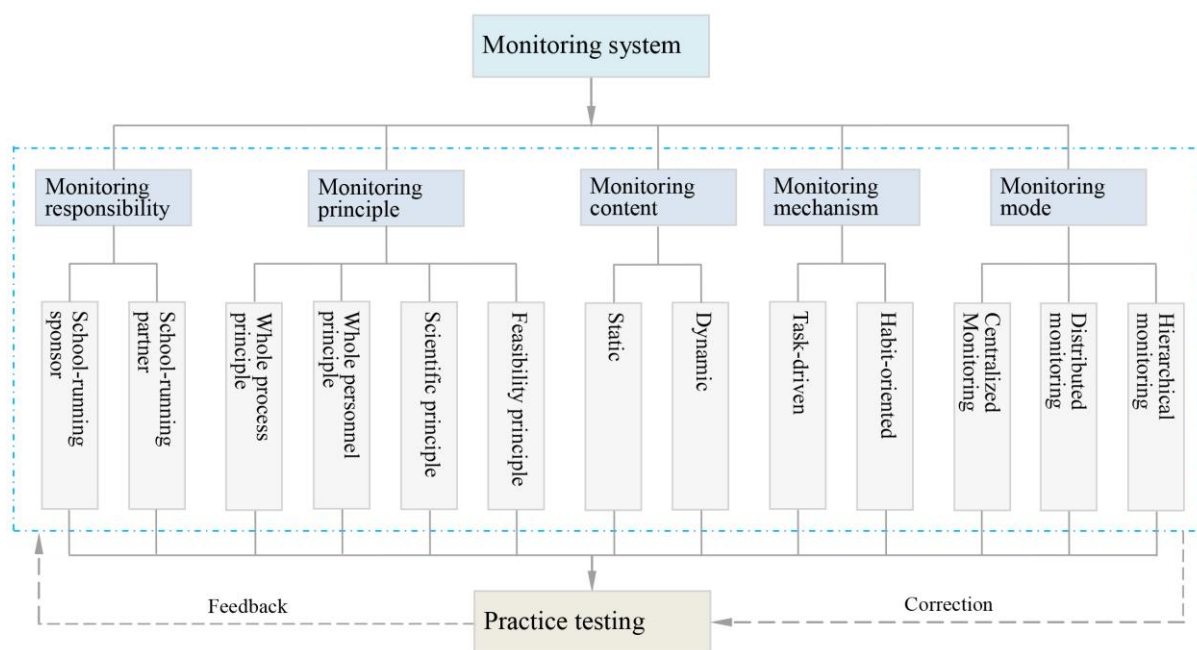 Monitoring system
Monitoring
responsibility
Monitoring
principle
Monitoring
content
Monitoring
mechanism
Monitoring
mode
School-running
sponsor
School-running
partner
Whole process
principle
Whole personnel
principle
Scientific principle
Feasibility principle
Static
Dynamic
Task-driven
Habit-oriented
Centralized
Monitoring
Distributed
monitoring
Hierarchical
monitoring
Feedback
Practice testing
Correction